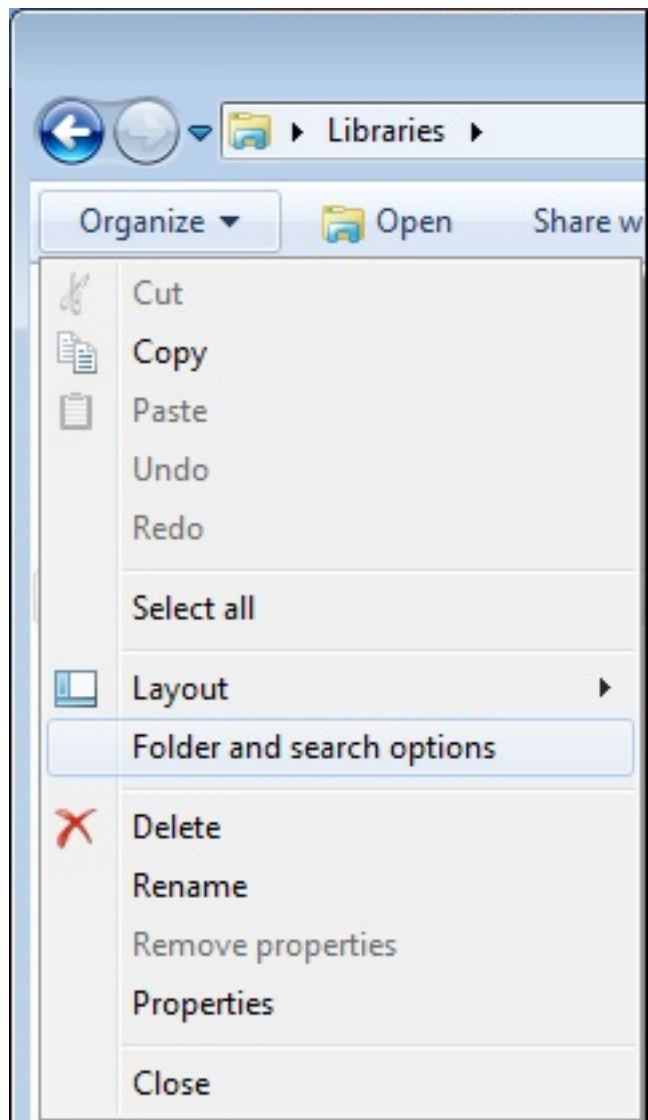 Libraries
Organize Open Share w
Cut
Copy
Paste
Undo
Redo
Select all
Layout
Folder and search options
Delete
Rename
Remove properties
Properties
Close